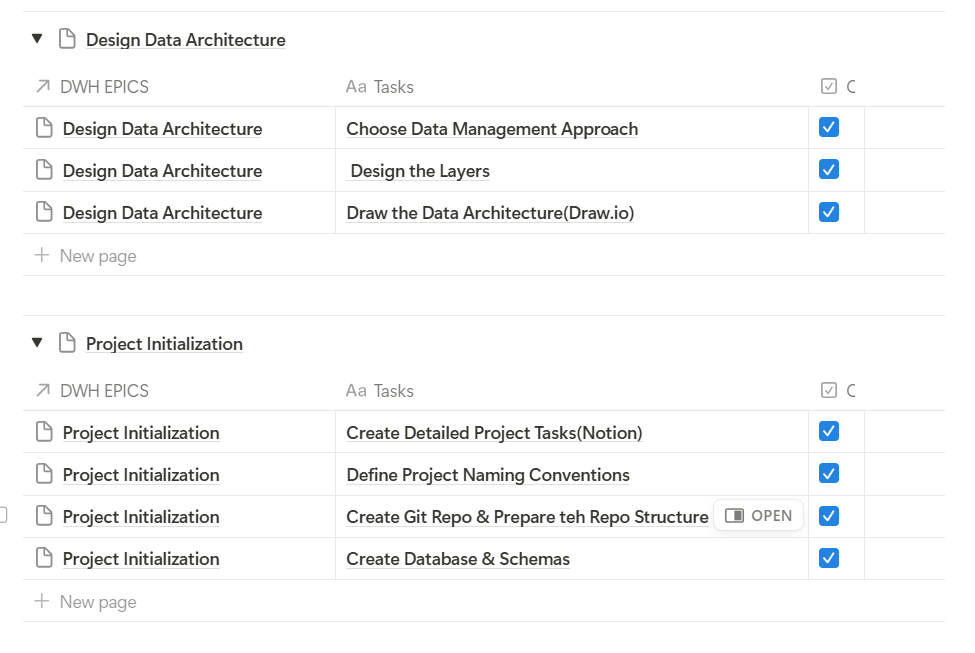 Design Data Architecture
DWH EPICS Aa Tasks C
Design Data Architecture Choose Data Management Approach
Design Data Architecture Design the Layers
Design Data Architecture Draw the Data Architecture(Draw.io)
+ New page
Project Initialization
DWH EPICS Aa Tasks C
Project Initialization Create Detailed Project Tasks(Notion)
Project Initialization Define Project Naming Conventions
Project Initialization Create Git Repo & Prepare teh Repo Structure OPEN
Project Initialization Create Database & Schemas
+ New page